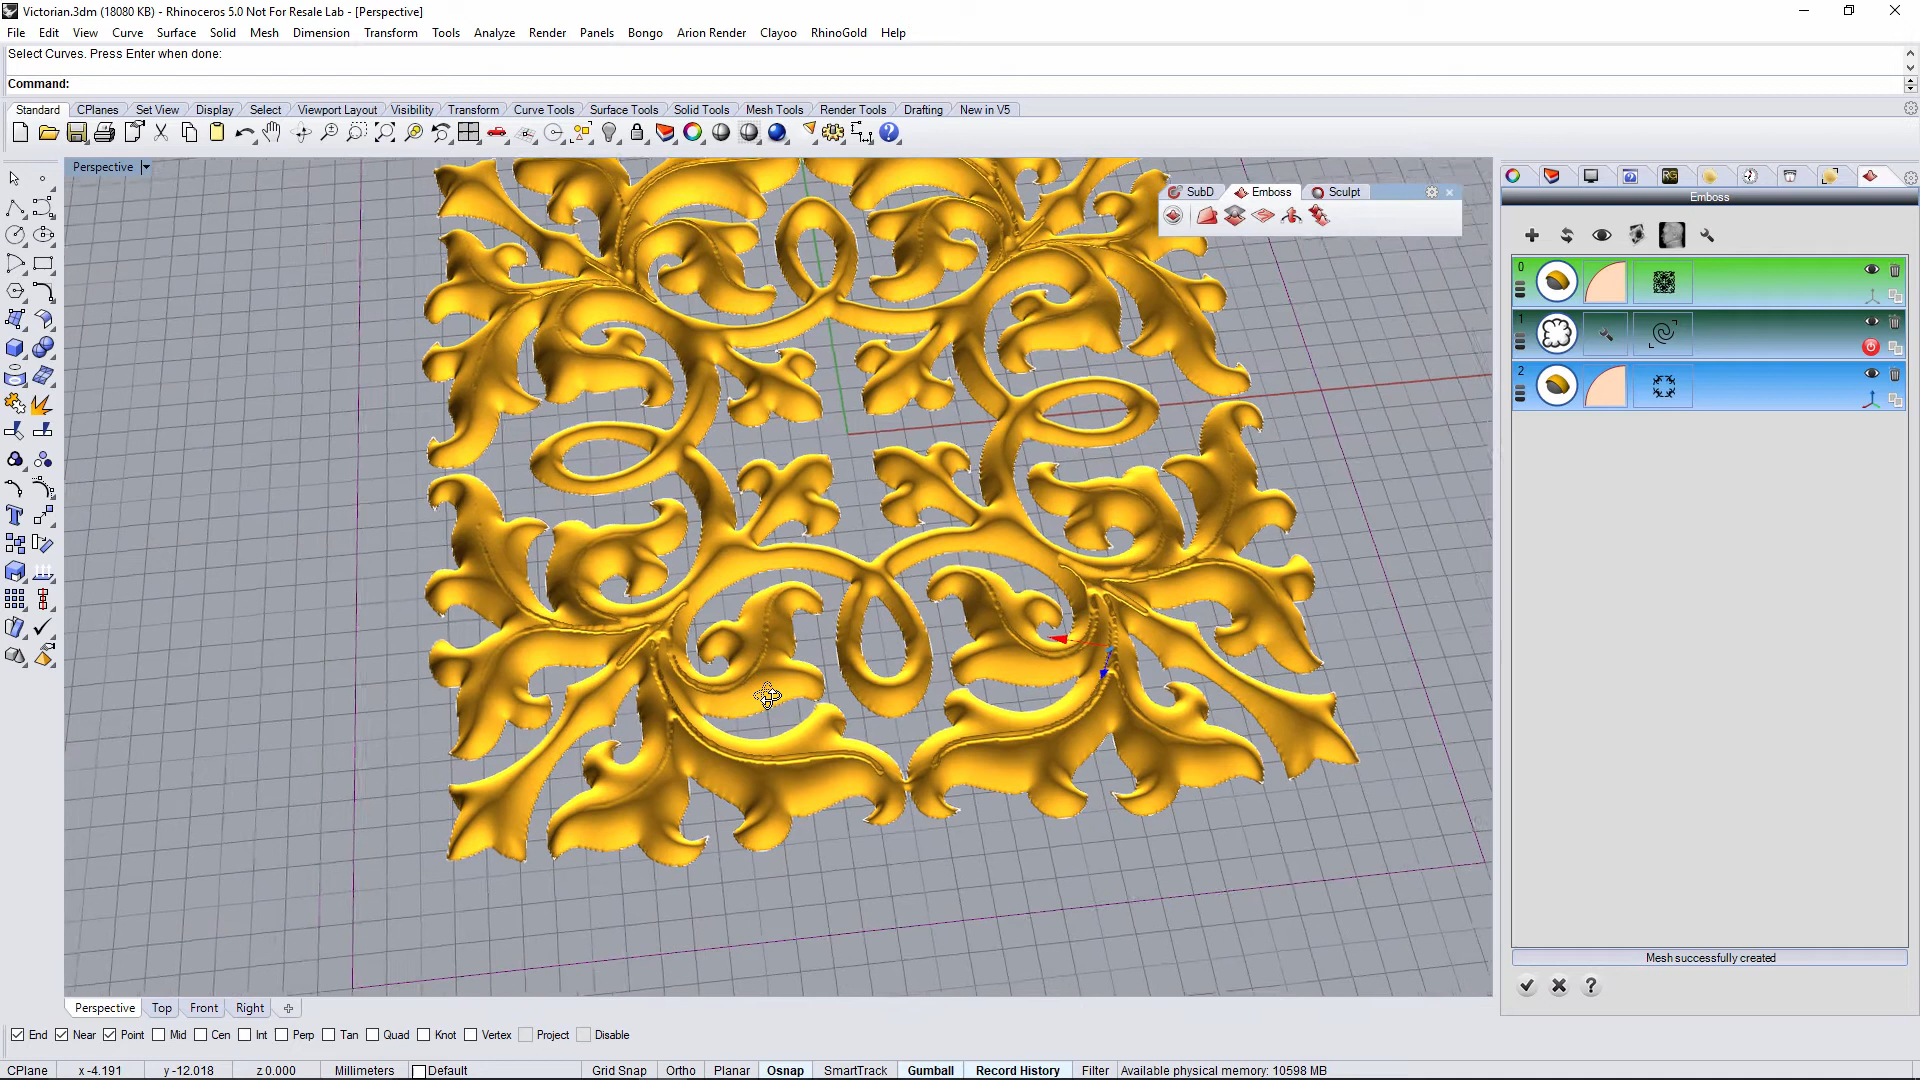 Victorian.3dm (18080 KB) - Rhinoceros 5.0 Not For Resale Lab - [Perspective]
File Edit View Curve Surface Solid Mesh Dimension Transform Tools Analyze Render Panels Bongo Arion Render Clayoo RhinoGold Help
Select Curves. Press Enter when done:
Command:
Standard CPlanes Set View Display Select Viewport Layout Visibility Transform Curve Tools Surface Tools Solid Tools Mesh Tools Render Tools Drafting New in V5
Perspective
SubD Emboss Sculpt
RG
Emboss
0
1
2
Mesh successfully created
Perspective Top Front Right
End Near Point Mid Cen Int Perp Tan Quad Knot Vertex Project Disable
CPlane x -4.191 y -12.018 z 0.000 Millimeters Default Grid Snap Ortho Planar Osnap SmartTrack Gumball Record History Filter Available physical memory: 10598 MB